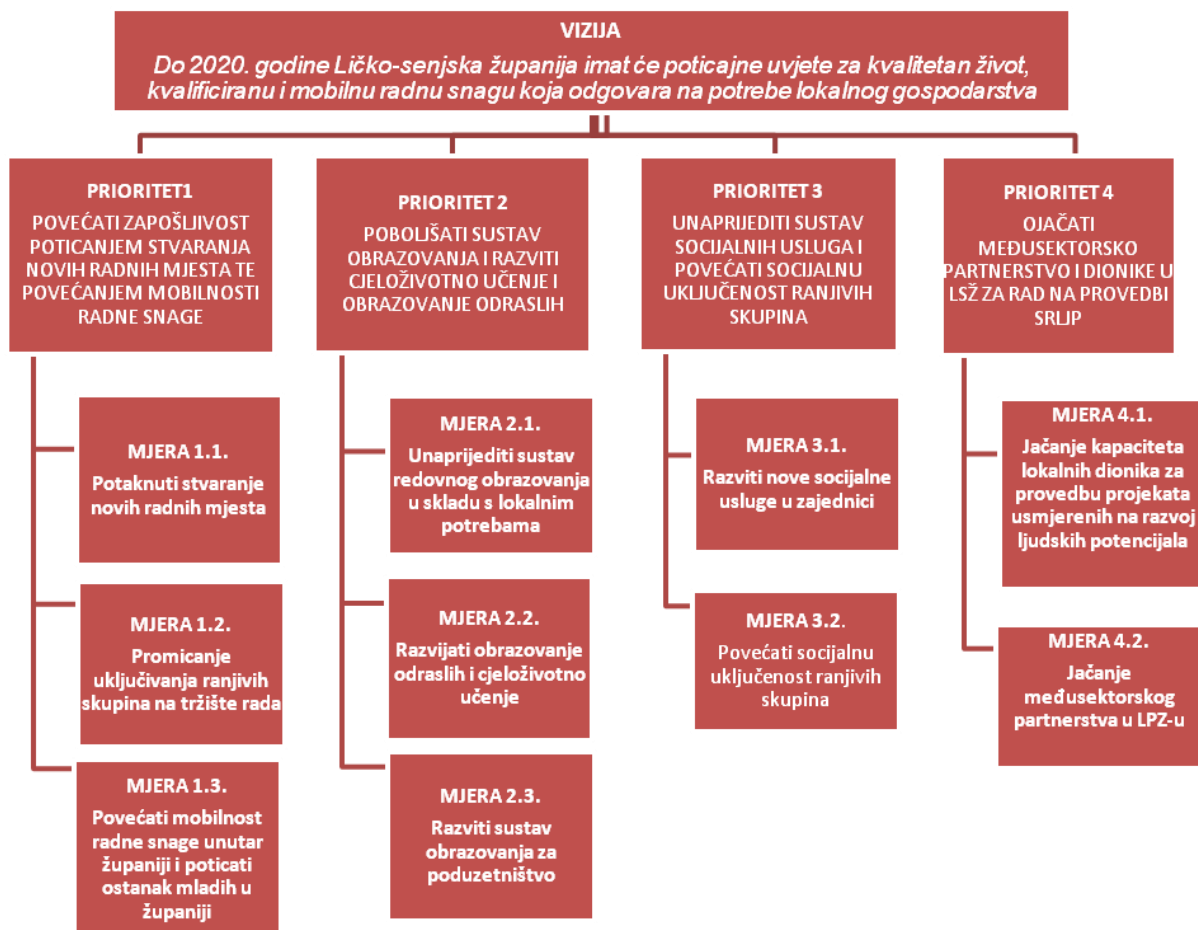 VIZIJA
Do 2020. godine Ličko-senjska županija imat će poticajne uvjete za kvalitetan život,
kvalificiranu i mobilnu radnu snagu koja odgovara na potrebe lokalnog gospodarstva
PRIORITET1
POVEĆATI ZAPOŠLJIVOST
POTICANJEM STVARANJA
NOVIH RADNIH MJESTA TE
POVEĆANJEM MOBILNOSTI
RADNE SNAGE
MJERA 1.1.
Potaknuti stvaranje
novih radnih mjesta
MJERA 1.2.
Promicanje
uključivanja ranjivih
skupina na tržište rada
MJERA 1.3.
Povećati mobilnost
radne snage unutar
županiji i poticati
ostanak mladih u
županiji
PRIORITET 2
POBOLJŠATI SUSTAV
OBRAZOVANJA I RAZVITI
CJELOŽIVOTNO UČENJE I
OBRAZOVANJE ODRASLIH
MJERA 2.1.
Unaprijediti sustav
redovnog obrazovanja
u skladu s lokalnim
potrebama
MJERA 2.2.
Razvijati obrazovanje
odraslih i cjeloživotno
učenje
MJERA 2.3.
Razviti sustav
obrazovanja za
poduzetništvo
PRIORITET 3
UNAPRIJEDITI SUSTAV
SOCIJALNIH USLUGA I
POVEĆATI SOCIJALNU
UKLJUČENOST RANJIVIH
SKUPINA
MJERA 3.1.
Razviti nove socijalne
usluge u zajednici
MJERA 3.2.
Povećati socijalnu
uključenost ranjivih
skupina
PRIORITET 4
OJAČATI
MEĐUSEKTORSKO
PARTNERSTVO I DIONIKE U
LSŽ ZA RAD NA PROVEDBI
SRLJP
MJERA 4.1.
Jačanje kapaciteta
lokalnih dionika za
provedbu projekata
usmjerenih na razvoj
ljudskih potencijala
MJERA 4.2.
Jačanje
međusektorskog
partnerstva u LPZ-u